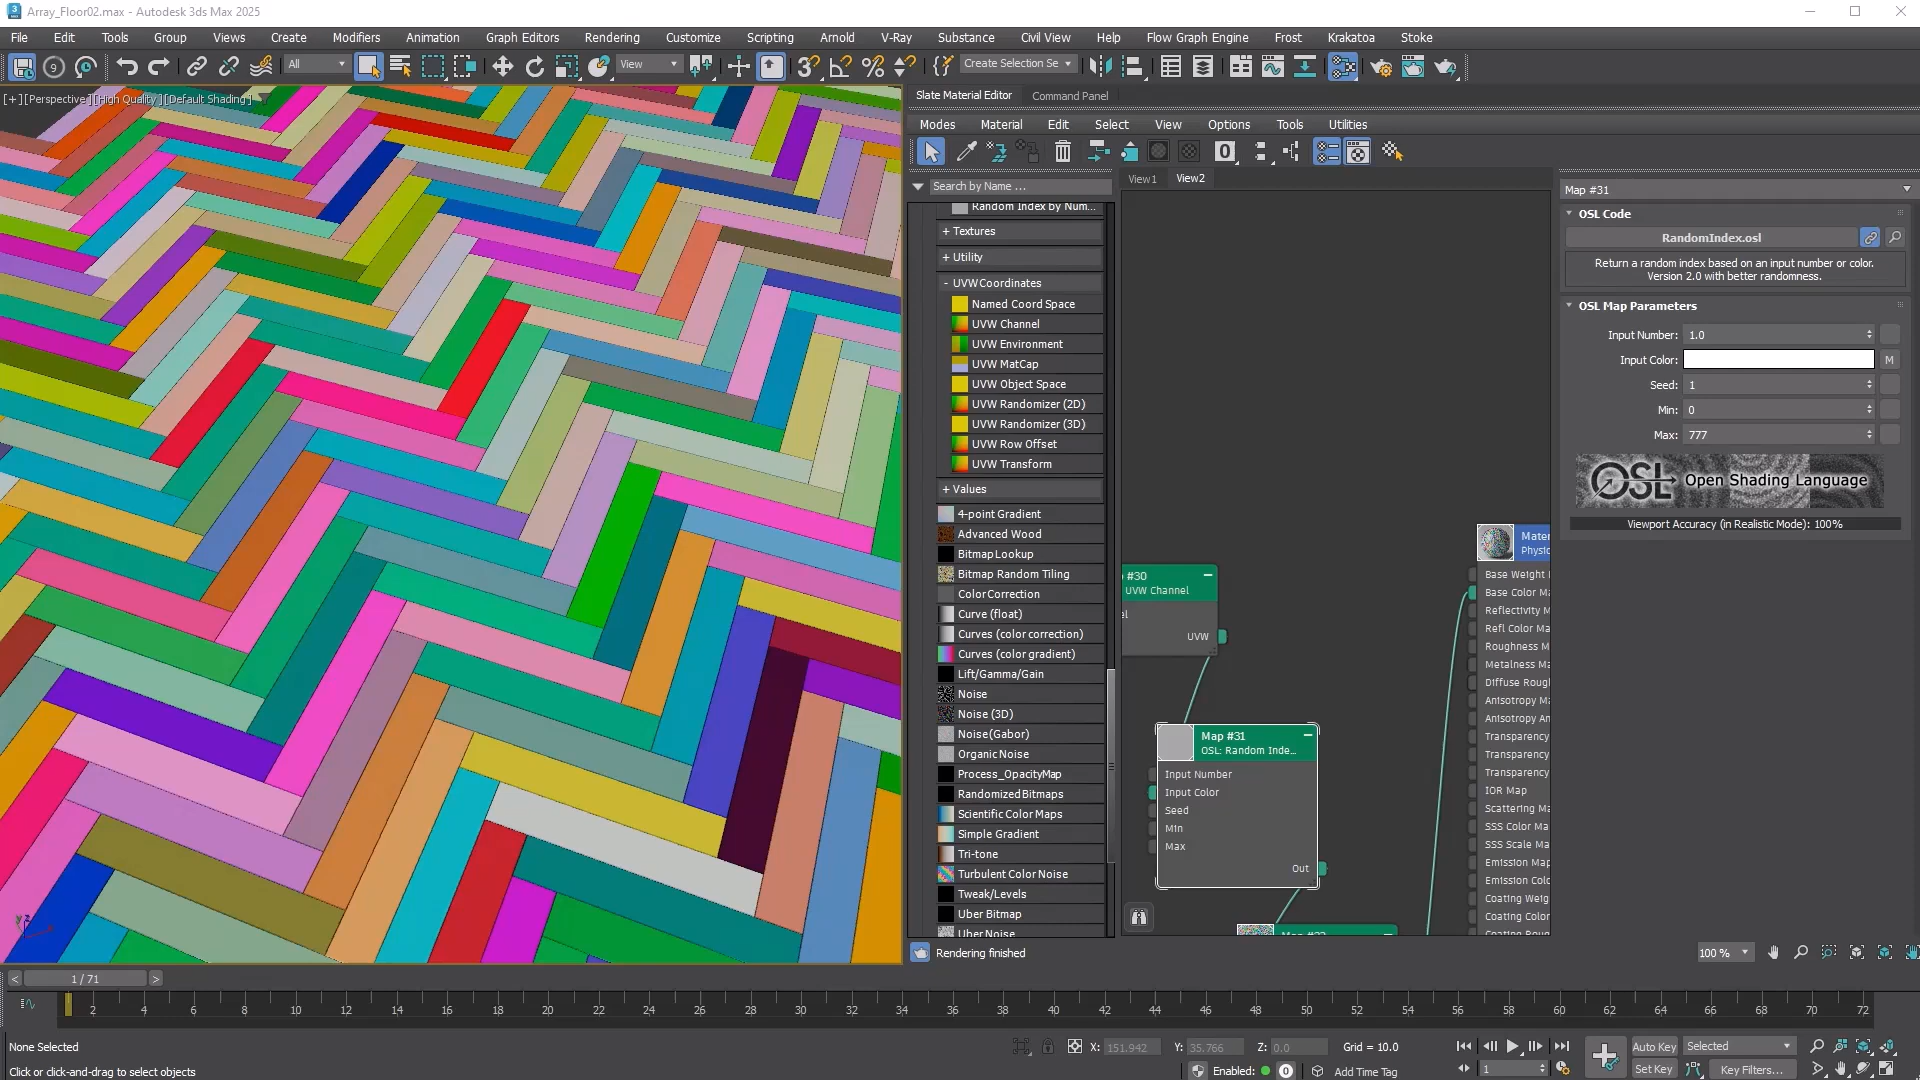 Array_Floor02.max - Autodesk 3ds Max 2025
File Edit Tools Group Views Create Modifiers Animation Graph Editors Rendering Customize Scripting Arnold V-Ray Substance Civil View Help Flow Graph Engine Frost Krakatoa Stoke
All
View
Create Selection Se
[+][Perspective][High Quality][Default Shading]
Slate Material Editor Command Panel
Modes Material Edit Select View Options Tools Utilities
Search by Name ...
View1 View2
Random Index by Num...
+ Textures
+ Utility
- UVW Coordinates
Named Coord Space
UVW Channel
UVW Environment
UVW MatCap
UVW Object Space
UVW Randomizer (2D)
UVW Randomizer (3D)
UVW Row Offset
UVW Transform
+ Values
4-point Gradient
Advanced Wood
Bitmap Lookup
Bitmap Random Tiling
Color Correction
Curve (float)
Curves (color correction)
Curves (color gradient)
Lift/Gamma/Gain
Noise
Noise (3D)
Noise (Gabor)
Organic Noise
Process_OpacityMap
Randomized Bitmaps
Scientific Color Maps
Simple Gradient
Tri-tone
Turbulent Color Noise
Tweak/Levels
Uber Bitmap
Uber Noise
#30
UVW Channel
el
UVW
Map #31
OSL: Random Inde...
Input Number
Input Color
Seed
Min
Max
Out
Mater
Physic
Base Weight
Base Color Ma
Reflectivity M
Refl Color Ma
Roughness M
Metalness Ma
Diffuse Roug
Anisotropy M
Anisotropy An
Transparency
Transparency
Transparency
IOR Map
Scattering Ma
SSS Color Ma
SSS Scale Ma
Emission Map
Emission Colo
Coating Weig
Coating Color
Map #31
OSL Code
RandomIndex.osl
Return a random index based on an input number or color.
Version 2.0 with better randomness.
OSL Map Parameters
Input Number: 1.0
Input Color: M
Seed: 1
Min: 0
Max: 777
OSL Open Shading Language
Viewport Accuracy (in Realistic Mode): 100%
Rendering finished
100 %
< 1 / 71 >
2 4 6 8 10 12 14 16 18 20 22 24 26 28 30 32 34 36 38 40 42 44 46 48 50 52 54 56 58 60 62 64 66 68 70 72
None Selected
X: 151.942 Y: 35.766 Z: 0.0 Grid = 10.0
Auto Key Selected
Click or click-and-drag to select objects
Enabled: 0 Add Time Tag
1
Set Key Key Filters...